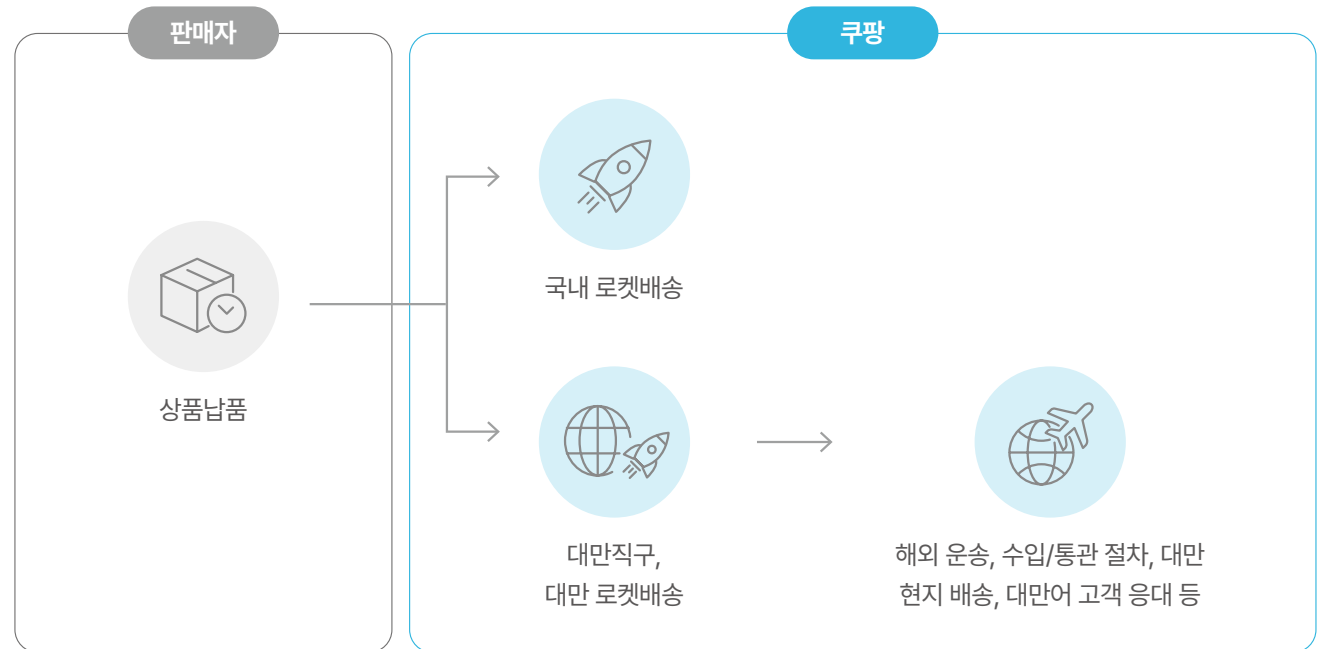 판매자
쿠팡
국내 로켓배송
상품납품
대만직구,
대만 로켓배송
해외 운송, 수입/통관 절차, 대만
현지 배송, 대만어 고객 응대 등